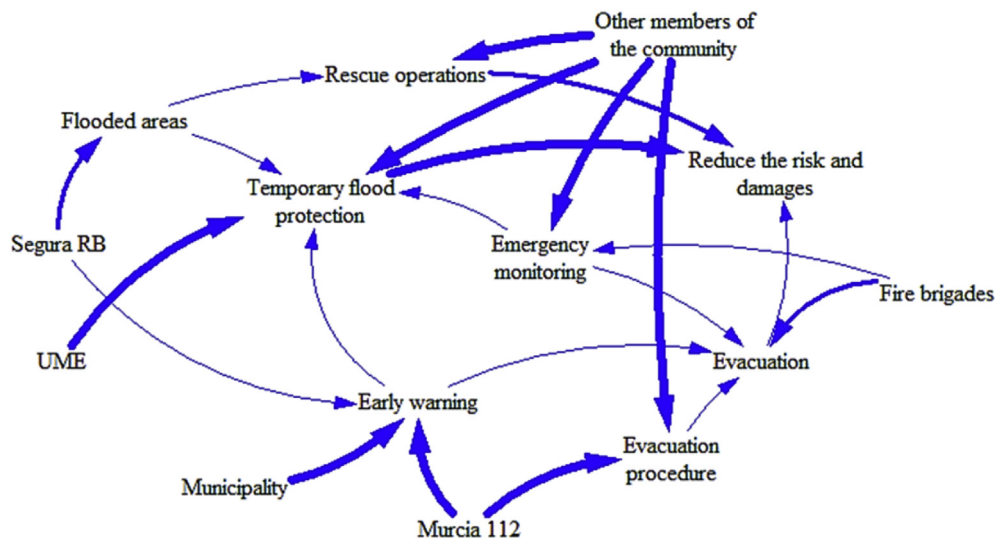 Other members of
the community
Rescue operations
Flooded areas
Reduce the risk and
damages
Temporary flood
protection
Segura RB
Emergency
monitoring
Fire brigades
UME
Evacuation
Early warning
Evacuation
procedure
Municipality
Murcia 112